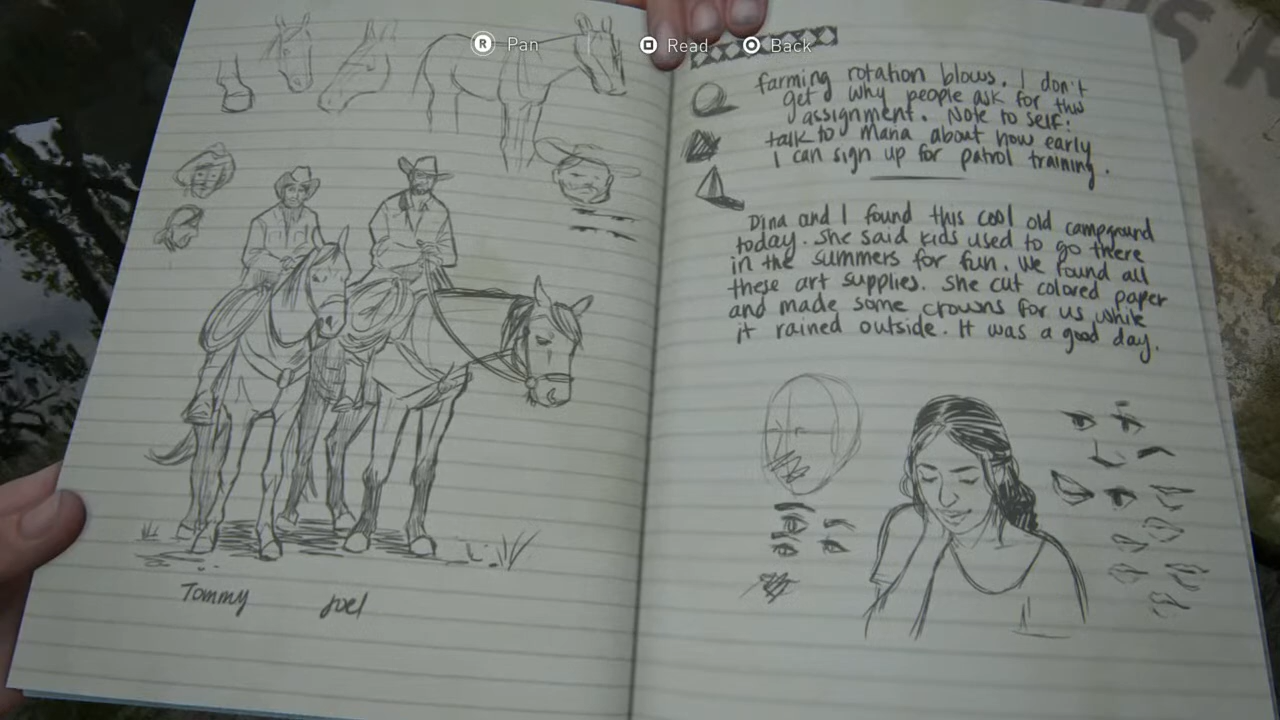 Pan
Read
Back
farming rotation blows. I don't
get why people ask for this
assignment. Note to self:
talk to Maria about how early
I can sign up for patrol training.
Dina and I found this cool old campground
today. She said kids used to go there
in the summers for fun. We found all
these art supplies. She cut colored paper
and made some crowns for us while
it rained outside. It was a good day.
Tommy
Joel